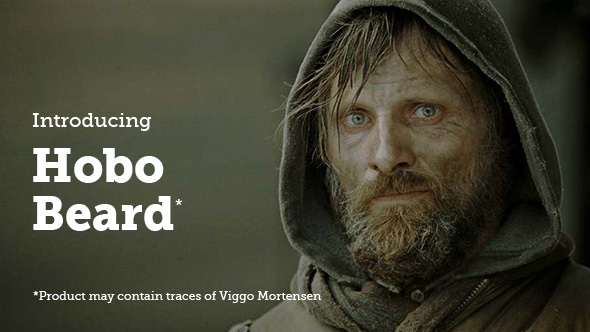 Introducing
Hobo
Beard*
*Product may contain traces of Viggo Mortensen